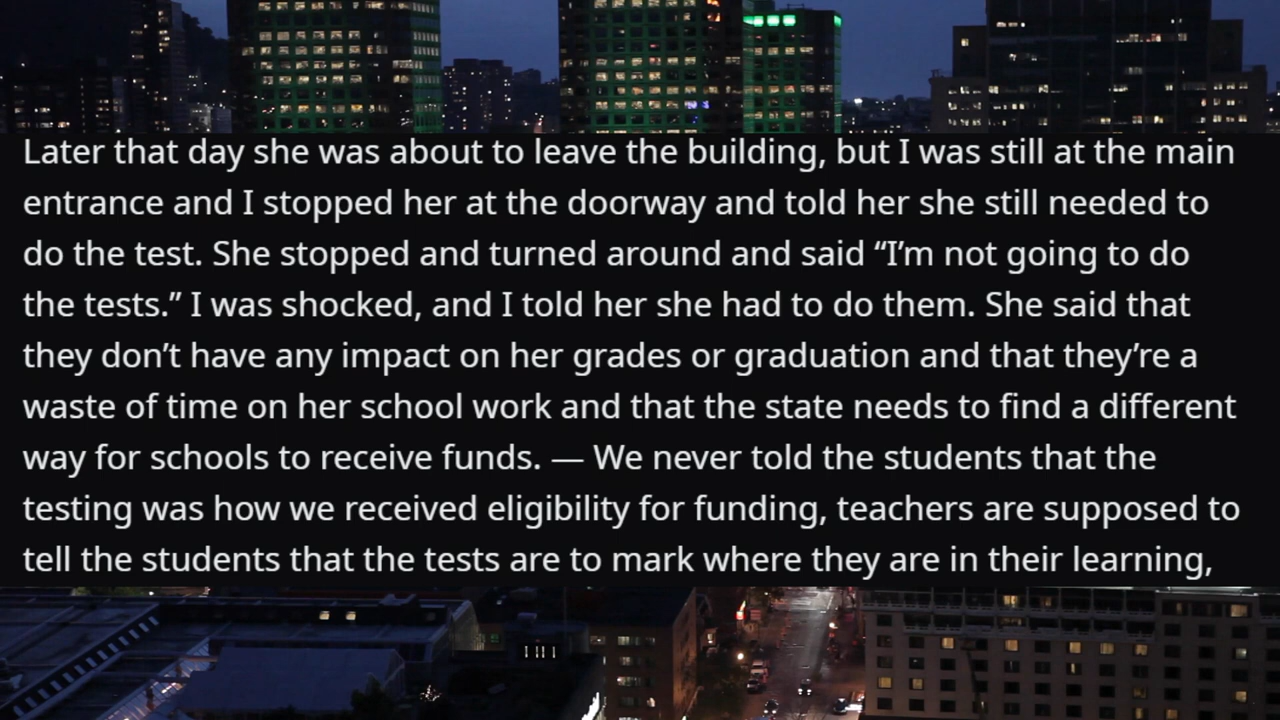 Later that day she was about to leave the building, but I was still at the main
entrance and I stopped her at the doorway and told her she still needed to
do the test. She stopped and turned around and said “I’m not going to do
the tests.” I was shocked, and I told her she had to do them. She said that
they don’t have any impact on her grades or graduation and that they’re a
waste of time on her school work and that the state needs to find a different
way for schools to receive funds. — We never told the students that the
testing was how we received eligibility for funding, teachers are supposed to
tell the students that the tests are to mark where they are in their learning,